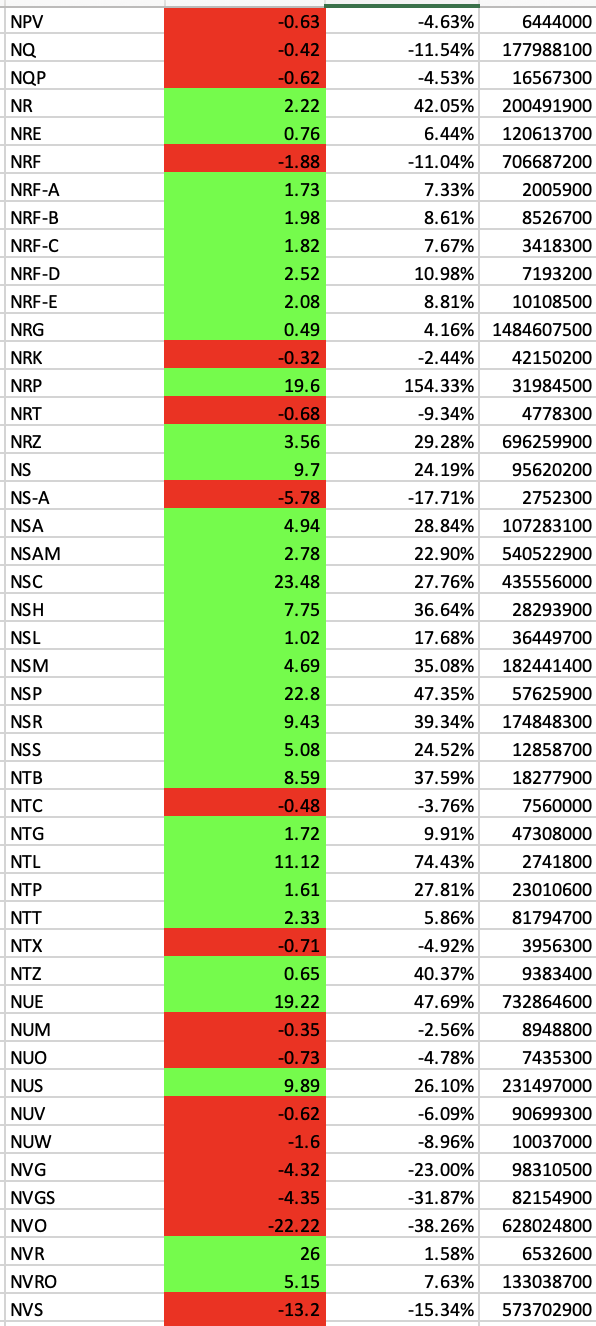 NPV -0.63 -4.63% 6444000
NQ -0.42 -11.54% 177988100
NQP -0.62 -4.53% 16567300
NR 2.22 42.05% 200491900
NRE 0.76 6.44% 120613700
NRF -1.88 -11.04% 706687200
NRF-A 1.73 7.33% 2005900
NRF-B 1.98 8.61% 8526700
NRF-C 1.82 7.67% 3418300
NRF-D 2.52 10.98% 7193200
NRF-E 2.08 8.81% 10108500
NRG 0.49 4.16% 1484607500
NRK -0.32 -2.44% 42150200
NRP 19.6 154.33% 31984500
NRT -0.68 -9.34% 4778300
NRZ 3.56 29.28% 696259900
NS 9.7 24.19% 95620200
NS-A -5.78 -17.71% 2752300
NSA 4.94 28.84% 107283100
NSAM 2.78 22.90% 540522900
NSC 23.48 27.76% 435556000
NSH 7.75 36.64% 28293900
NSL 1.02 17.68% 36449700
NSM 4.69 35.08% 182441400
NSP 22.8 47.35% 57625900
NSR 9.43 39.34% 174848300
NSS 5.08 24.52% 12858700
NTB 8.59 37.59% 18277900
NTC -0.48 -3.76% 7560000
NTG 1.72 9.91% 47308000
NTL 11.12 74.43% 2741800
NTP 1.61 27.81% 23010600
NTT 2.33 5.86% 81794700
NTX -0.71 -4.92% 3956300
NTZ 0.65 40.37% 9383400
NUE 19.22 47.69% 732864600
NUM -0.35 -2.56% 8948800
NUO -0.73 -4.78% 7435300
NUS 9.89 26.10% 231497000
NUV -0.62 -6.09% 90699300
NUW -1.6 -8.96% 10037000
NVG -4.32 -23.00% 98310500
NVGS -4.35 -31.87% 82154900
NVO -22.22 -38.26% 628024800
NVR 26 1.58% 6532600
NVRO 5.15 7.63% 133038700
NVS -13.2 -15.34% 573702900